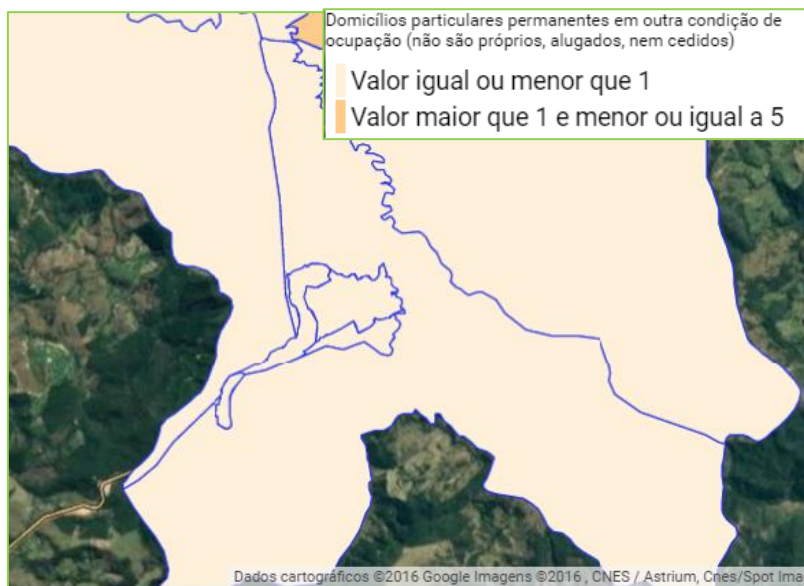 Domicílios particulares permanentes em outra condição de
ocupação (não são próprios, alugados, nem cedidos)
Valor igual ou menor que 1
Valor maior que 1 e menor ou igual a 5
Dados cartográficos ©2016 Google Imagens ©2016 , CNES / Astrium, Cnes/Spot Ima